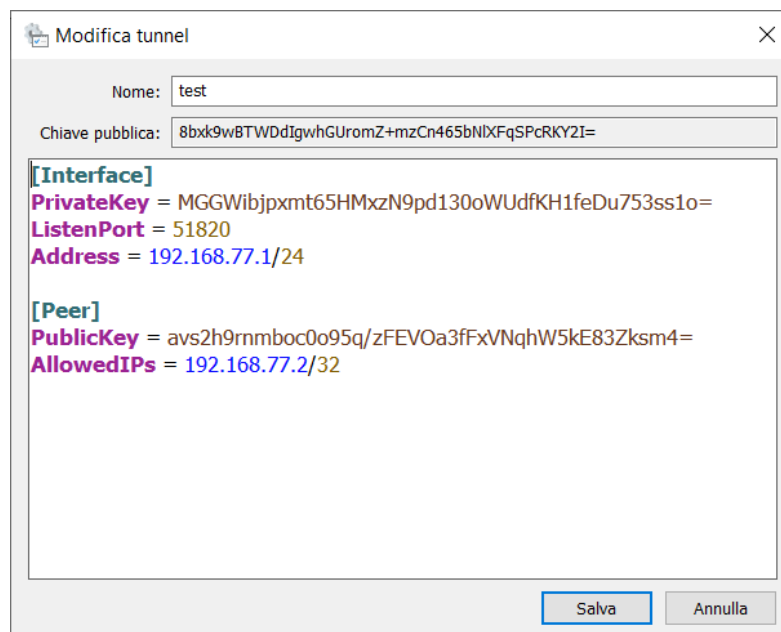 Modifica tunnel
Nome: test
Chiave pubblica: 8bxk9wBTWDdIgwhGUromZ+mzCn465bNlXFqSPcRKY2I=
[Interface]
PrivateKey = MGGWibjpxmt65HMxzN9pd130oWUdfKH1feDu753ss1o=
ListenPort = 51820
Address = 192.168.77.1/24
[Peer]
PublicKey = avs2h9rnmboc0o95q/zFEVOa3fFxVNqhW5kE83Zksm4=
AllowedIPs = 192.168.77.2/32
Salva Annulla